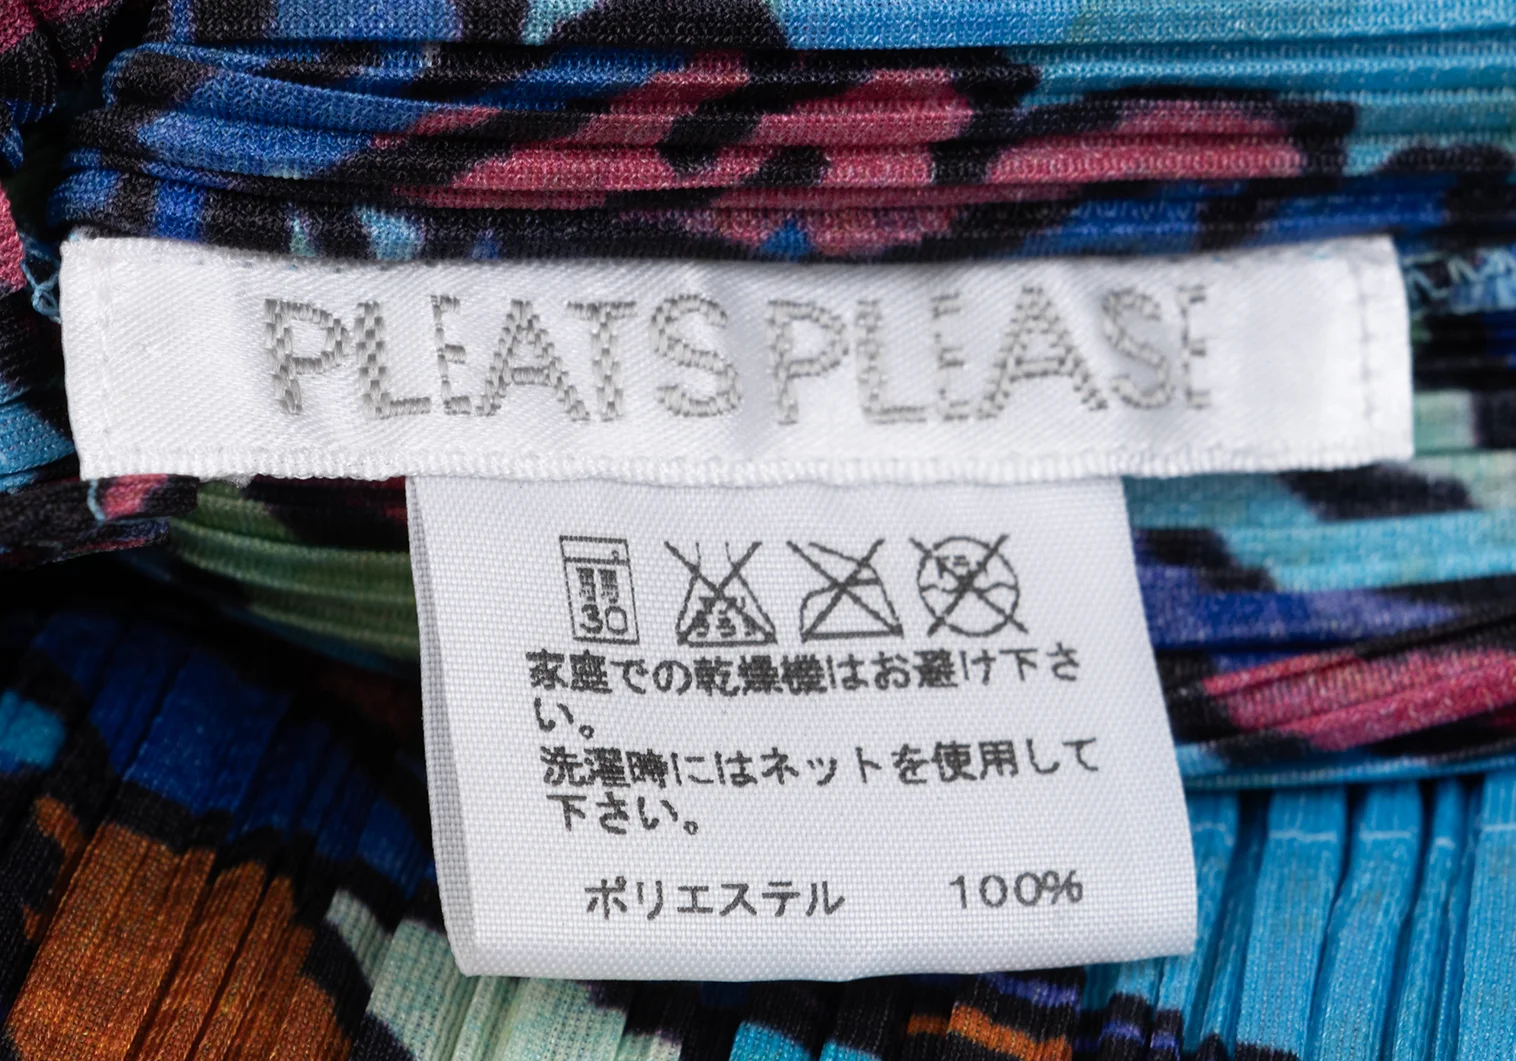 PLEATS PLEASE
30
家庭での乾燥機はお避け下さ
い。
洗濯時にはネットを使用して
下さい。
ポリエステル 100%